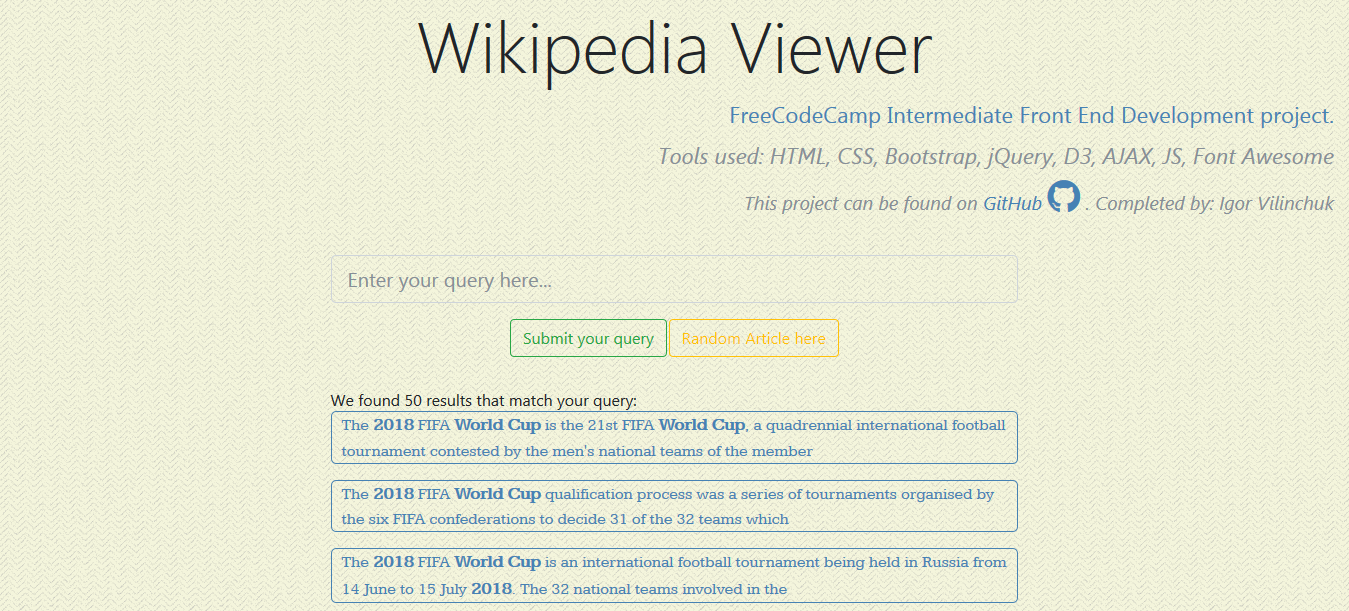 Wikipedia Viewer
FreeCodeCamp Intermediate Front End Development project.
Tools used: HTML, CSS, Bootstrap, jQuery, D3, AJAX, JS, Font Awesome
This project can be found on GitHub . Completed by: Igor Vilinchuk
Enter your query here...
Submit your query Random Article here
We found 50 results that match your query:
The 2018 FIFA World Cup is the 21st FIFA World Cup, a quadrennial international football
tournament contested by the men's national teams of the member
The 2018 FIFA World Cup qualification process was a series of tournaments organised by
the six FIFA confederations to decide 31 of the 32 teams which
The 2018 FIFA World Cup is an international football tournament being held in Russia from
14 June to 15 July 2018. The 32 national teams involved in the